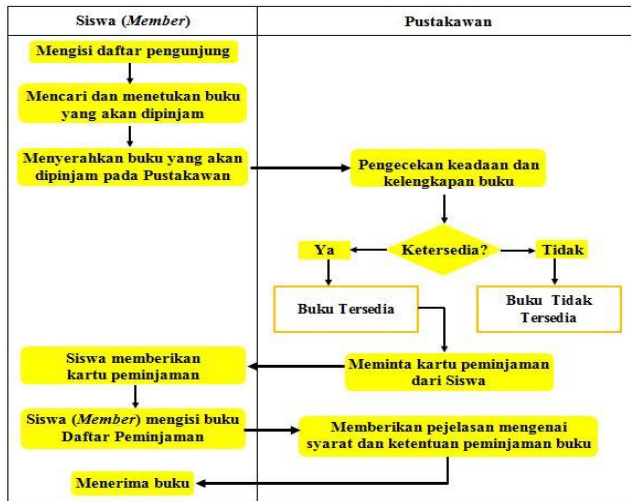 Siswa (Member)
Pustakawan
Mengisi daftar pengunjung
Mencari dan menetukan buku
yang akan dipinjam
Menyerahkan buku yang akan
dipinjam pada Pustakawan
Pengecekan keadaan dan
kelengkapan buku
Ketersedia?
Ya
Tidak
Buku Tersedia
Buku Tidak
Tersedia
Meminta kartu peminjaman
dari Siswa
Siswa memberikan
kartu peminjaman
Siswa (Member) mengisi buku
Daftar Peminjaman
Memberikan pejelasan mengenai
syarat dan ketentuan peminjaman buku
Menerima buku